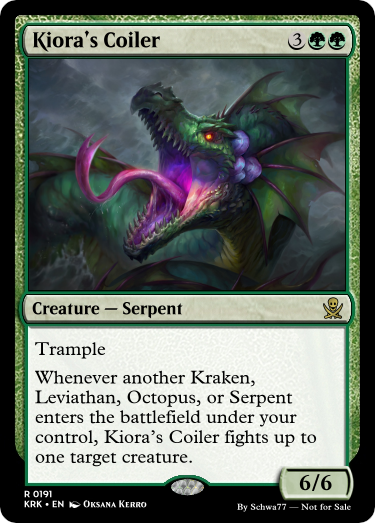 Kiora's Coiler 3
Creature — Serpent
Trample
Whenever another Kraken,
Leviathan, Octopus, or Serpent
enters the battlefield under your
control, Kiora's Coiler fights up to
one target creature.
6/6
R 0191
KRK • EN Oksana Kerro
By Schwa77 — Not for Sale